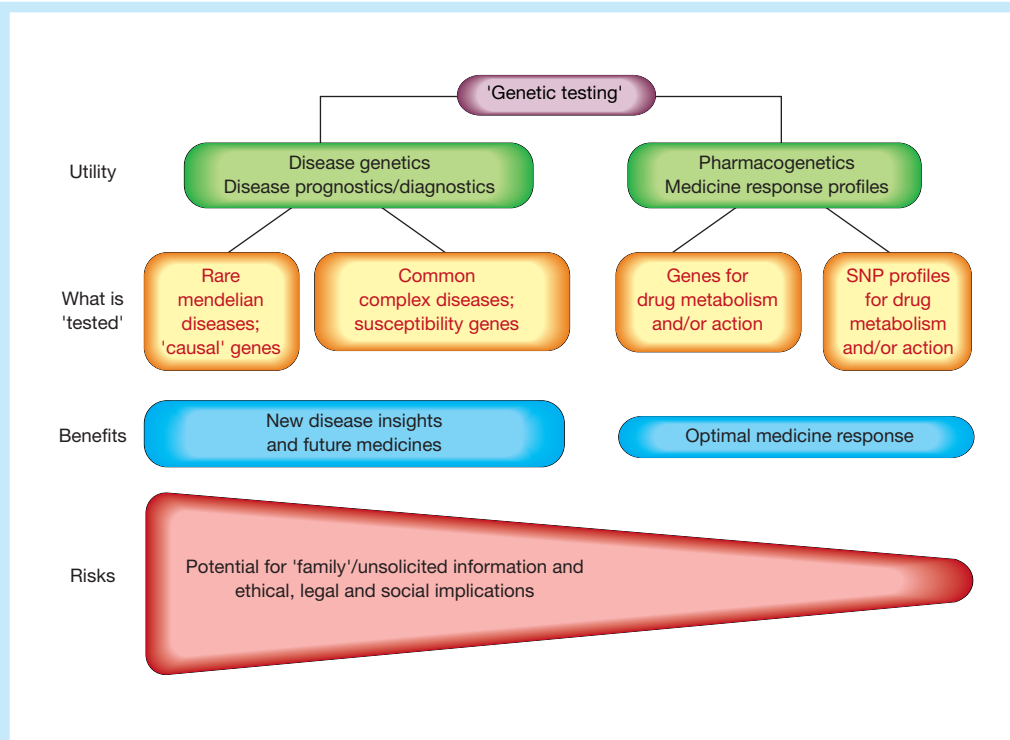 'Genetic testing'
Utility
Disease genetics
Disease prognostics/diagnostics
Pharmacogenetics
Medicine response profiles
What is
'tested'
Rare
mendelian
diseases;
'causal' genes
Common
complex diseases;
susceptibility genes
Genes for
drug metabolism
and/or action
SNP profiles
for drug
metabolism
and/or action
Benefits
New disease insights
and future medicines
Optimal medicine response
Risks
Potential for 'family'/unsolicited information and
ethical, legal and social implications